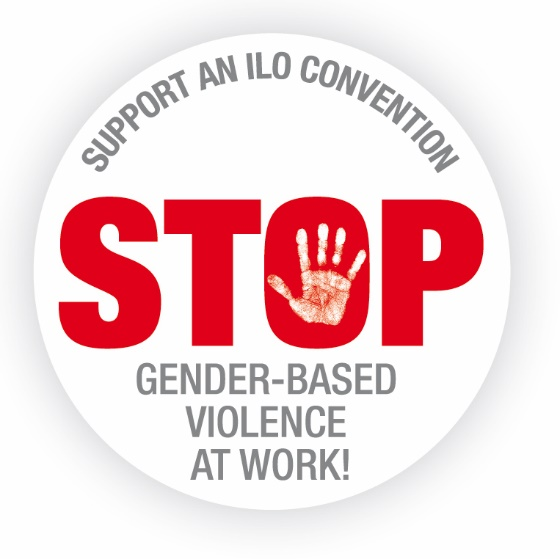 SUPPORT AN ILO CONVENTION
STOP
GENDER-BASED
VIOLENCE
AT WORK!